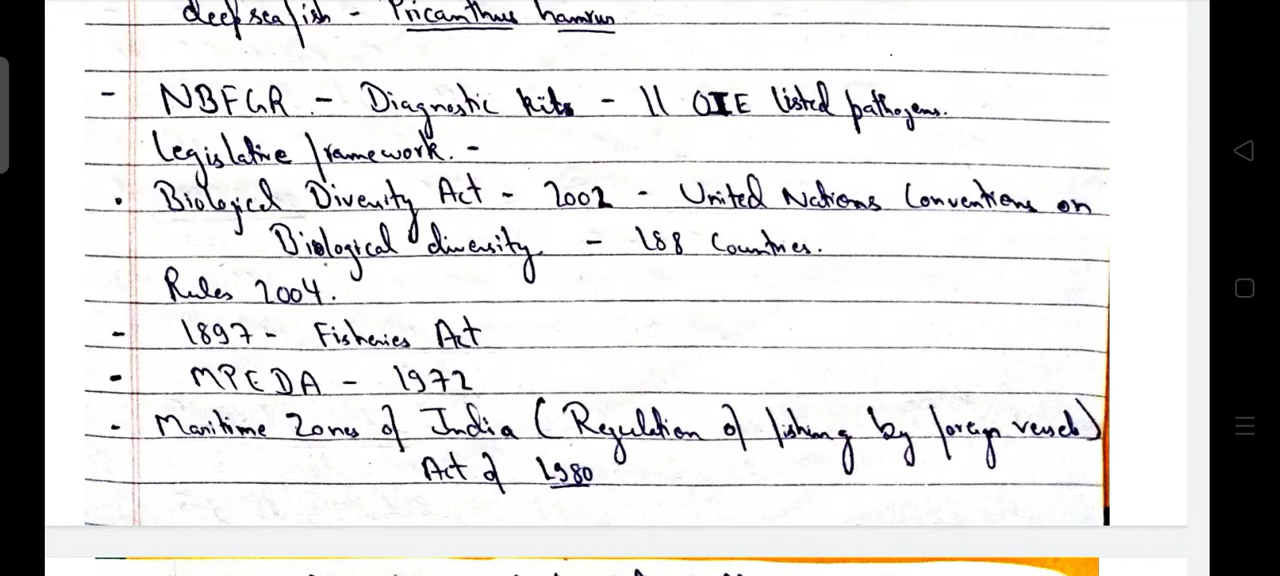 deep sea fish - Pricanthus hamrun
- NBFGR. - Diagnostic kits - 11 OIE listed pathogens.
Legislative framework. -
. Biological Diversity Act - 2002 - United Nations Conventions on
Biological diversity - 188 Countries.
Rules 2004.
- 1897 - Fisheries Act
- MPEDA - 1972
- Maritime Zones of India (Regulation of fishing by foreign vessels)
Act of 1980